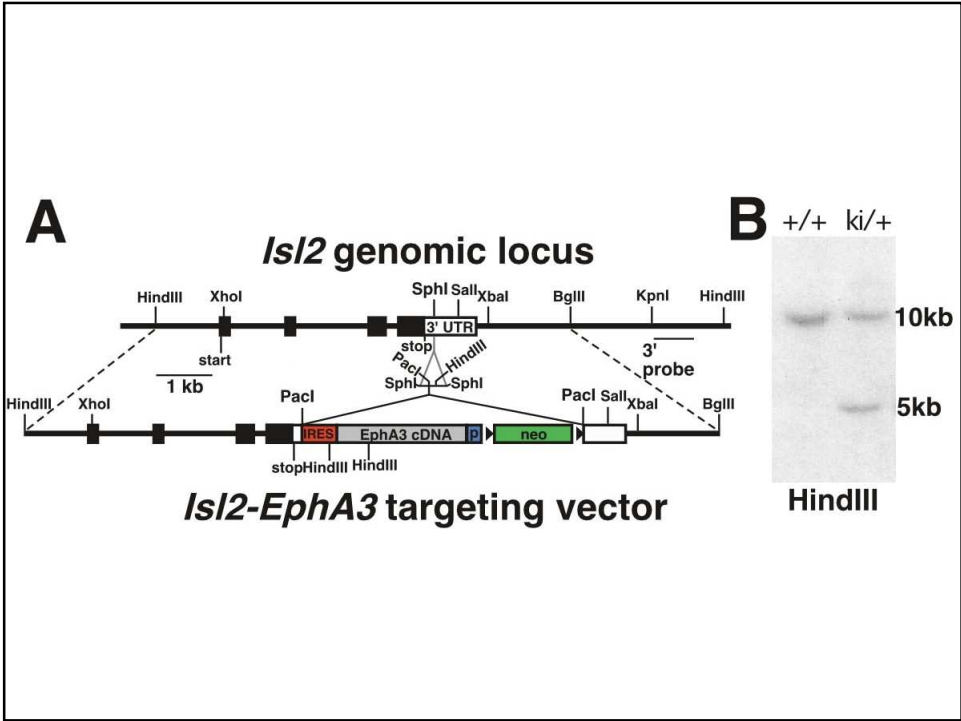 A
B
+/+ ki/+
Isl2 genomic locus
HindIII XhoI SphI SalI XbaI BglII KpnI HindIII
3' UTR
start
stop
3'
probe
1 kb
PacI HindIII
SphI SphI
10kb
5kb
HindIII
HindIII XhoI PacI PacI SalI XbaI BglII
IRES EphA3 cDNA p neo
stop HindIII HindIII
Isl2-EphA3 targeting vector